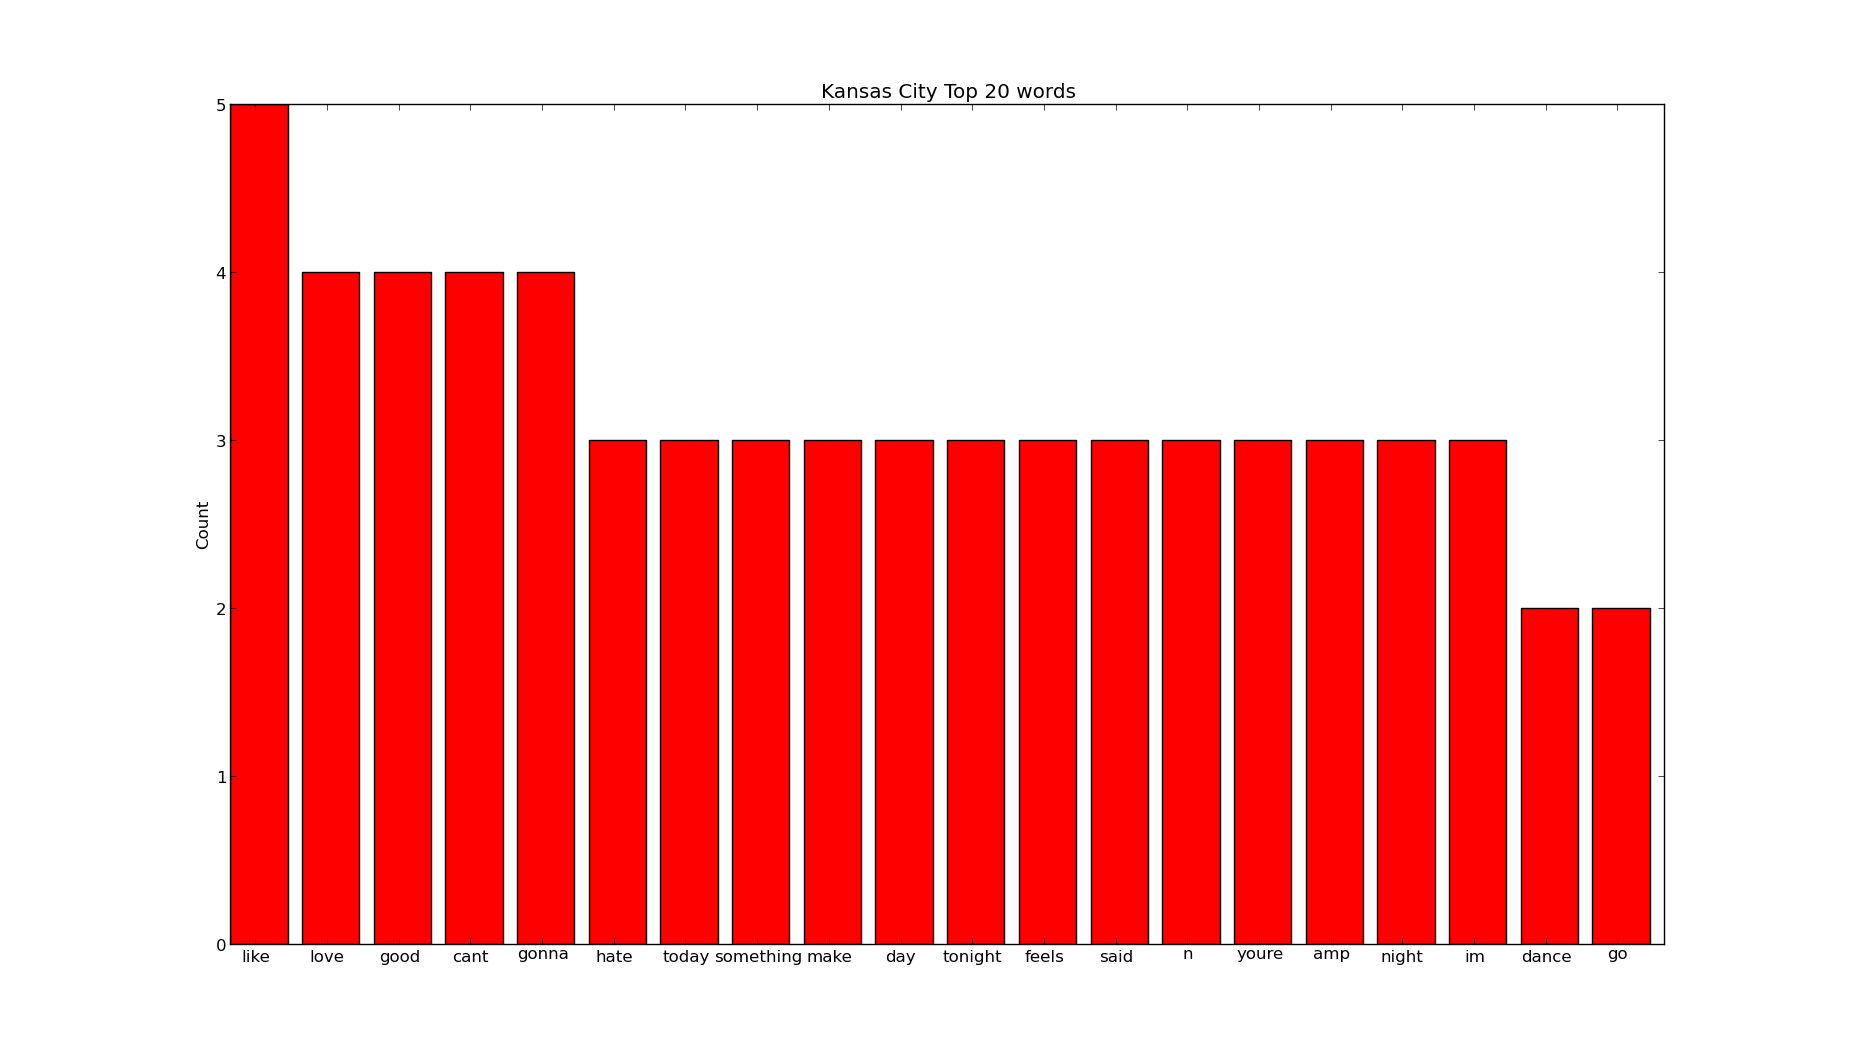 Kansas City Top 20 words
5
4
3
2
1
0
Count
like love good cant gonna hate today something make day tonight feels said n youre amp night im dance go